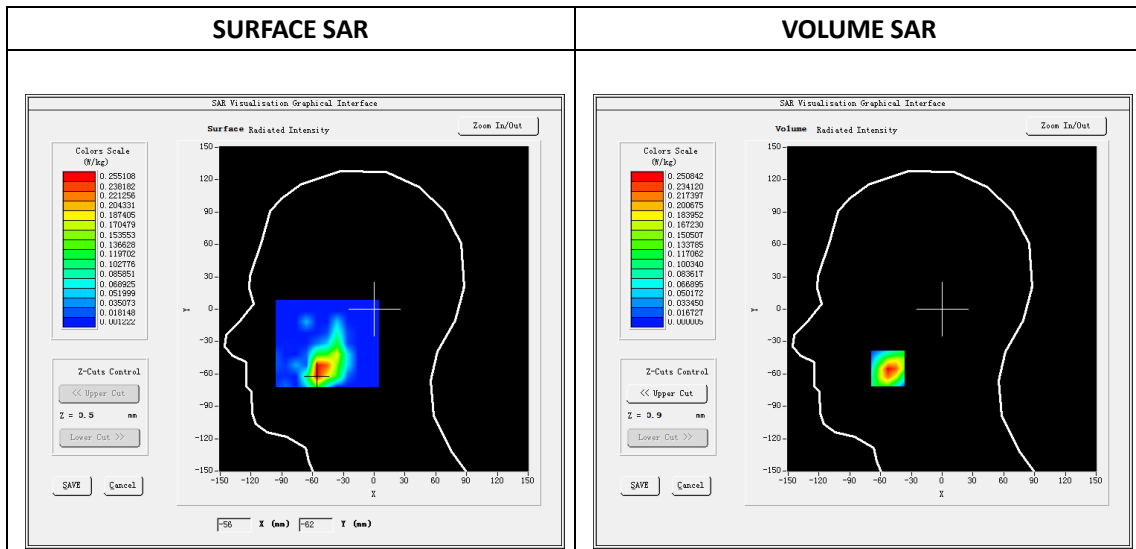 SURFACE SAR
VOLUME SAR
SAR Visualisation Graphical Interface
Surface Radiated Intensity
Zoom In/Out
Colors Scale
(W/kg)
0.255108
0.238182
0.221256
0.204331
0.187405
0.170479
0.153553
0.136628
0.119702
0.102776
0.085851
0.068925
0.051999
0.035073
0.018148
0.001222
Z-Cuts Control
<< Upper Cut
Z = 0.5 mm
Lower Cut >>
SAVE Cancel
150
120
90
60
30
0
-30
-60
-90
-120
-150
Y
-150 -120 -90 -60 -30 0 30 60 90 120 150
X
-56 X (mm) -62 Y (mm)
SAR Visualisation Graphical Interface
Volume Radiated Intensity
Zoom In/Out
Colors Scale
(W/kg)
0.250842
0.234120
0.217397
0.200675
0.183952
0.167230
0.150507
0.133785
0.117062
0.100340
0.083617
0.066895
0.050172
0.033450
0.016727
0.000005
Z-Cuts Control
<< Upper Cut
Z = 0.9 mm
Lower Cut >>
SAVE Cancel
150
120
90
60
30
0
-30
-60
-90
-120
-150
Y
-150 -120 -90 -60 -30 0 30 60 90 120 150
X